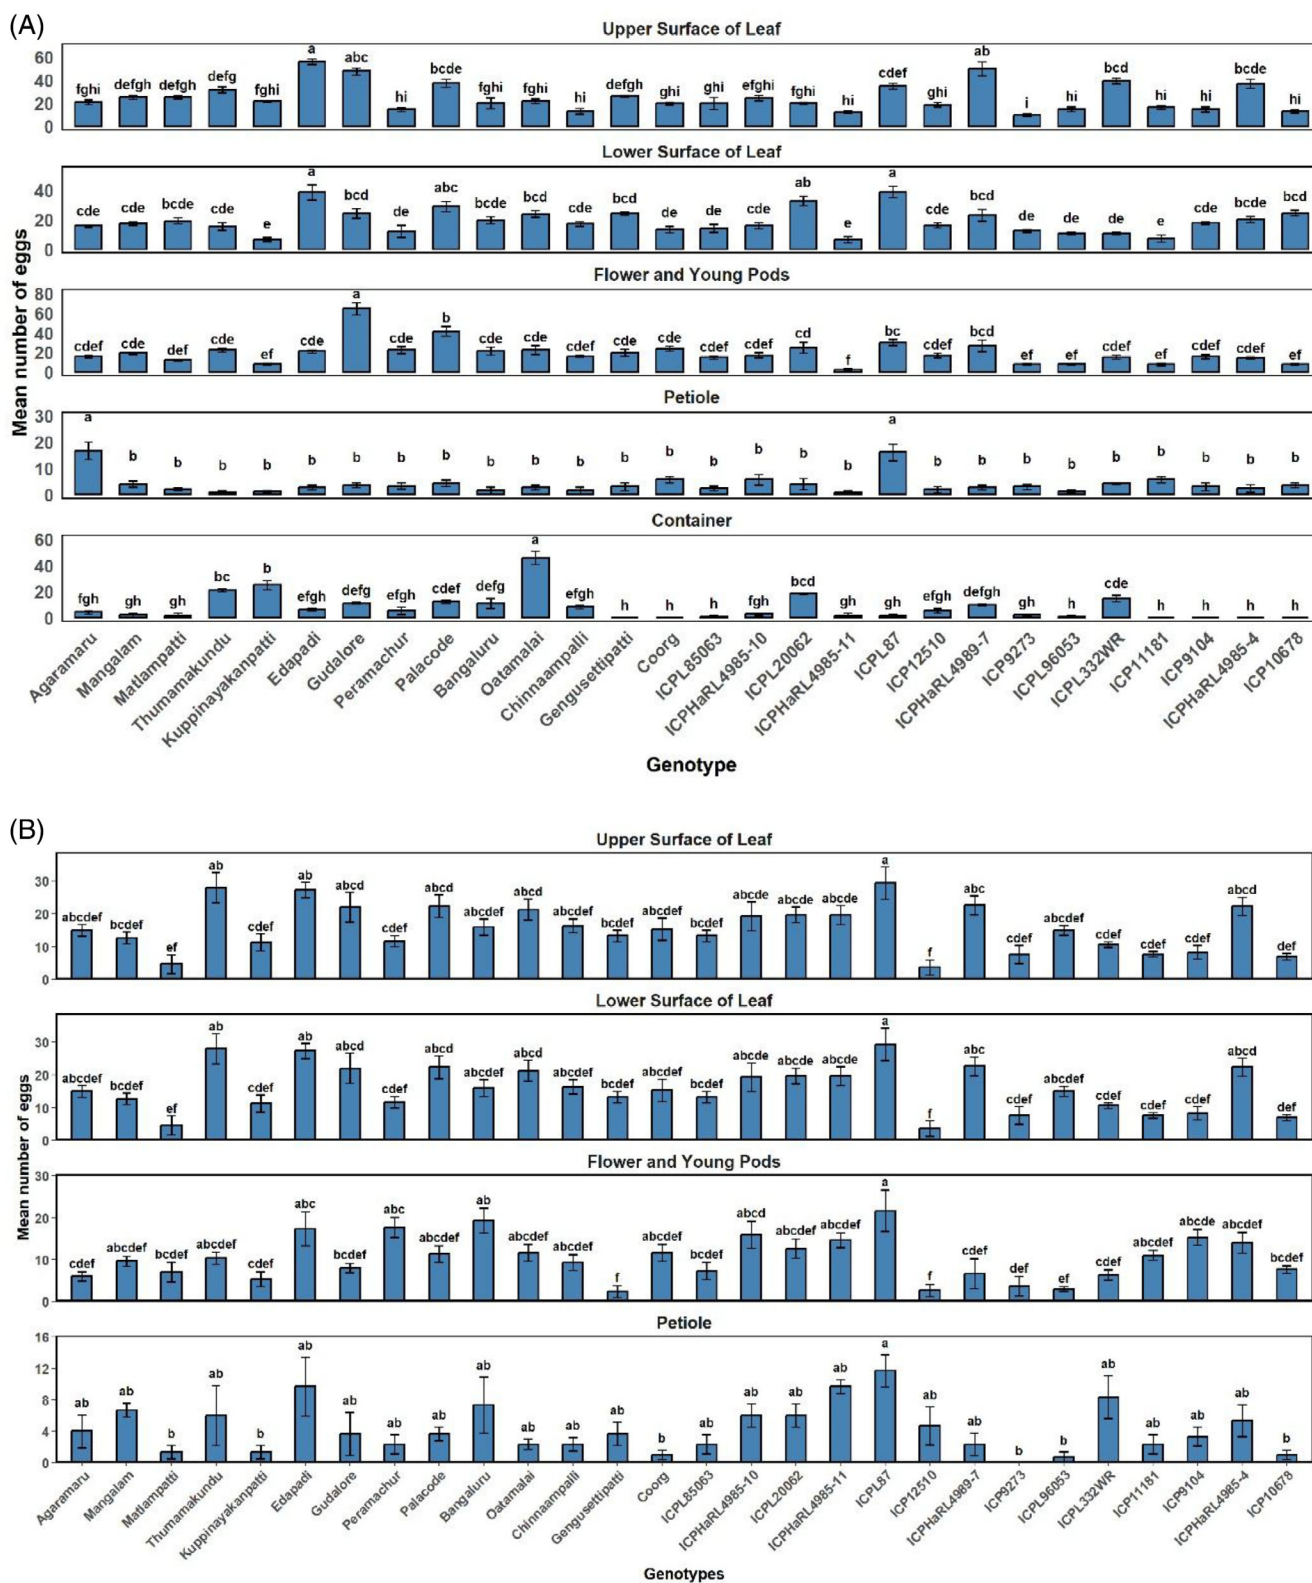 (A)
Upper Surface of Leaf
60
40
20
0
fghi defgh defgh defg fghi a abc hi bcde fghi fghi hi defgh ghi ghi efghi fghi hi cdef ghi ab i hi bcd hi hi bcde hi
Lower Surface of Leaf
40
20
0
cde cde bcde cde e a bcd de abc bcde bcd cde bcd de de cde ab e a cde bcd de de de e cde bcde bcd
Flower and Young Pods
80
60
40
20
0
cdef cde def cde ef cde a cde b cde cde cdef cde cde cdef cdef cd f bc cdef bcd ef ef cdef ef cdef cdef ef
Petiole
30
20
10
0
a b b b b b b b b b b b b b b b b b a b b b b b b b b b
Container
60
40
20
0
fgh gh gh bc b efgh defg efgh cdef defg a efgh h h h fgh bcd gh gh efgh defgh gh h cde h h h h
Mean number of eggs
Agaramaru
Mangalam
Matlampatti
Thumamakundu
Kuppinayakanpatti
Edapadi
Gudalore
Peramachur
Palacode
Bangaluru
Oatamalai
Chinnaampalli
Gengusettipatti
Coorg
ICPL85063
ICPHaRL4985-10
ICPL20062
ICPHaRL4985-11
ICPL87
ICP12510
ICPHaRL4989-7
ICP9273
ICPL96053
ICPL332WR
ICP11181
ICP9104
ICPHaRL4985-4
ICP10678
Genotype
(B)
Upper Surface of Leaf
30
20
10
0
abcdef bcdef ef ab cdef ab abcd cdef abcd abcdef abcd abcdef bcdef abcdef bcdef abcde abcde abcde a f abc cdef abcdef cdef cdef cdef abcd def
Lower Surface of Leaf
30
20
10
0
abcdef bcdef ef ab cdef ab abcd cdef abcd abcdef abcd abcdef bcdef abcdef bcdef abcde abcde abcde a f abc cdef abcdef cdef cdef cdef abcd def
Flower and Young Pods
30
20
10
0
cdef abcdef bcdef abcdef cdef abc bcdef abc abcdef ab abcdef abcdef f abcdef bcdef abcd abcdef abcdef a f cdef def ef cdef abcdef abcde abcdef bcdef
Petiole
16
12
8
4
0
ab ab b ab b ab ab ab ab ab ab ab ab b ab ab ab ab a ab ab b b ab ab ab ab b
Mean number of eggs
Agaramaru
Mangalam
Matlampatti
Thumamakundu
Kuppinayakanpatti
Edapadi
Gudalore
Peramachur
Palacode
Bangaluru
Oatamalai
Chinnaampalli
Gengusettipatti
Coorg
ICPL85063
ICPHaRL4985-10
ICPL20062
ICPHaRL4985-11
ICPL87
ICP12510
ICPHaRL4989-7
ICP9273
ICPL96053
ICPL332WR
ICP11181
ICP9104
ICPHaRL4985-4
ICP10678
Genotypes